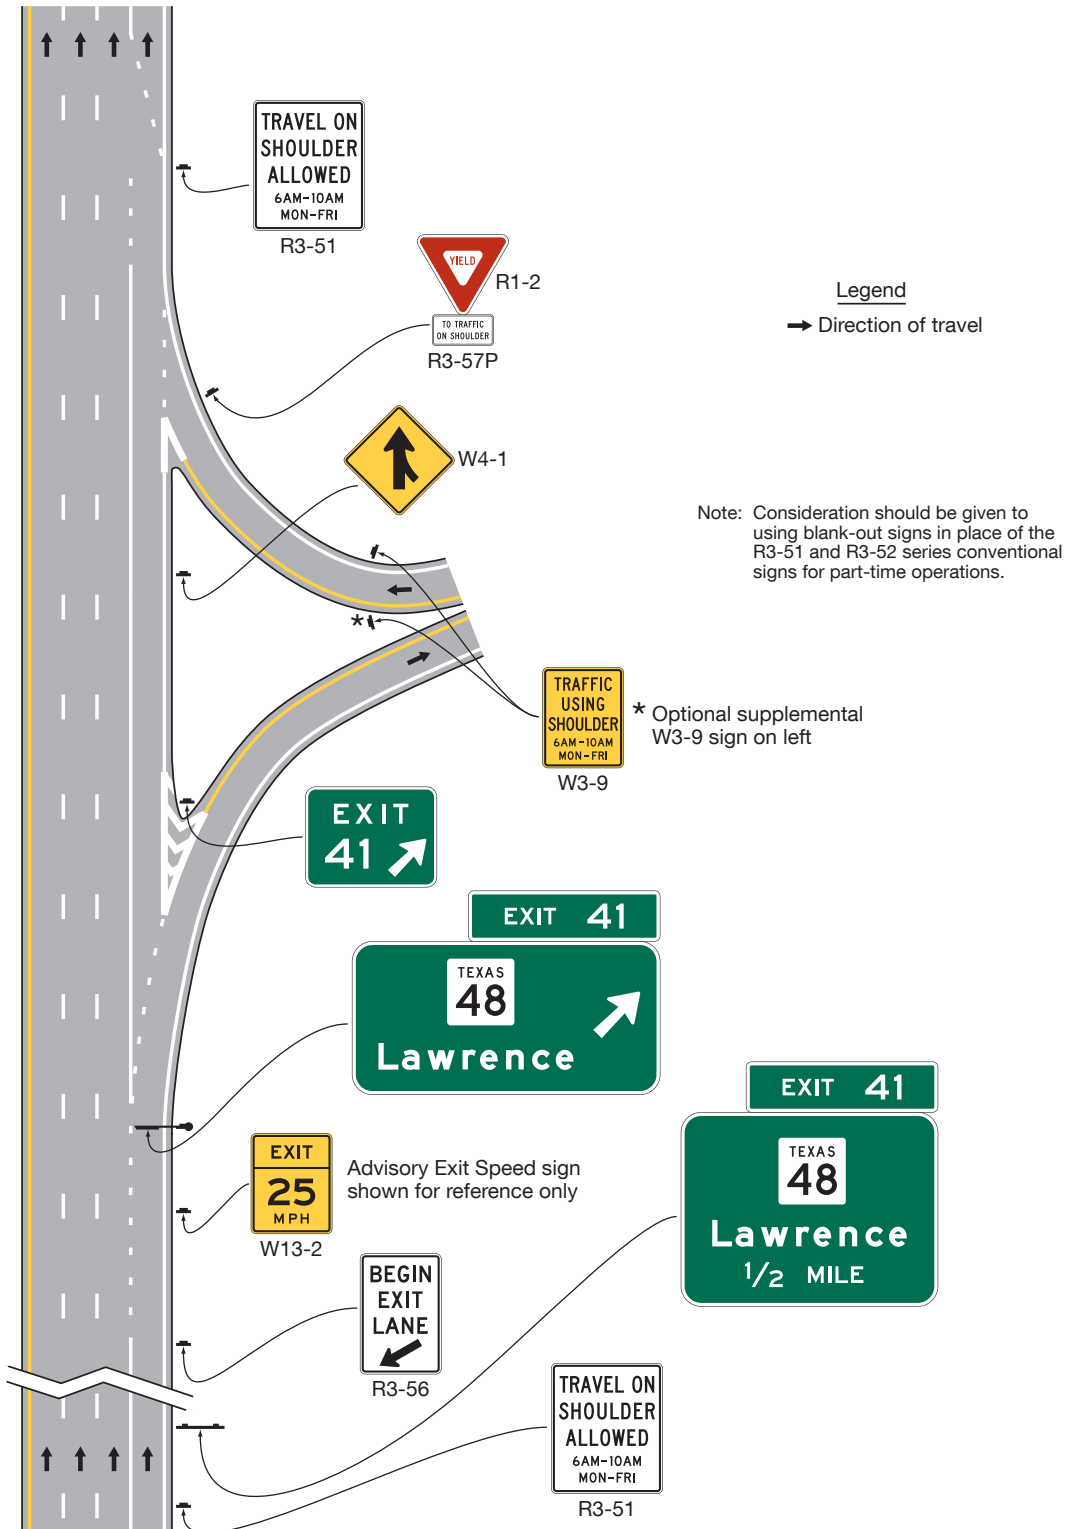 TRAVEL ON
SHOULDER
ALLOWED
6AM–10AM
MON–FRI
R3-51
YIELD
R1-2
TO TRAFFIC
ON SHOULDER
R3-57P
Legend
Direction of travel
W4-1
Note: Consideration should be given to
using blank-out signs in place of the
R3-51 and R3-52 series conventional
signs for part-time operations.
*
TRAFFIC
USING
SHOULDER
6AM–10AM
MON–FRI
W3-9
* Optional supplemental
W3-9 sign on left
EXIT
41
EXIT 41
TEXAS
48
Lawrence
EXIT 41
TEXAS
48
Lawrence
1/2 MILE
EXIT
25
MPH
W13-2
Advisory Exit Speed sign
shown for reference only
BEGIN
EXIT
LANE
R3-56
TRAVEL ON
SHOULDER
ALLOWED
6AM–10AM
MON–FRI
R3-51